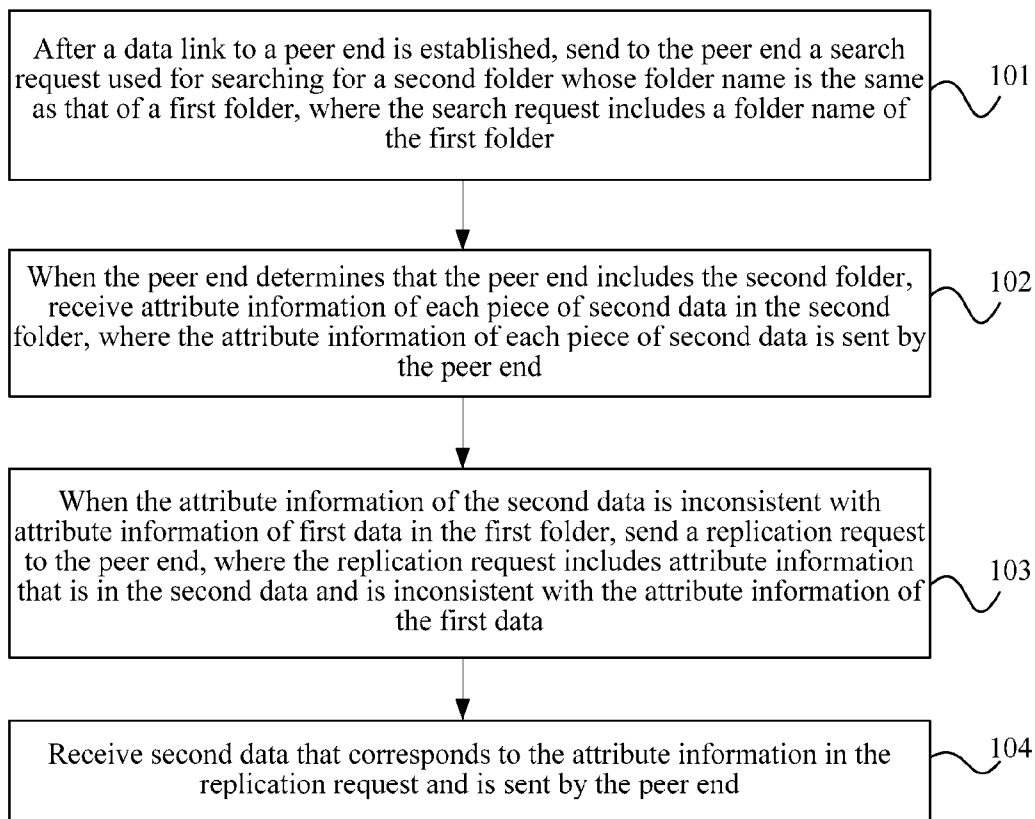 After a data link to a peer end is established, send to the peer end a search
request used for searching for a second folder whose folder name is the same
as that of a first folder, where the search request includes a folder name of
the first folder
101
When the peer end determines that the peer end includes the second folder,
receive attribute information of each piece of second data in the second
folder, where the attribute information of each piece of second data is sent by
the peer end
102
When the attribute information of the second data is inconsistent with
attribute information of first data in the first folder, send a replication request
to the peer end, where the replication request includes attribute information
that is in the second data and is inconsistent with the attribute information of
the first data
103
Receive second data that corresponds to the attribute information in the
replication request and is sent by the peer end
104